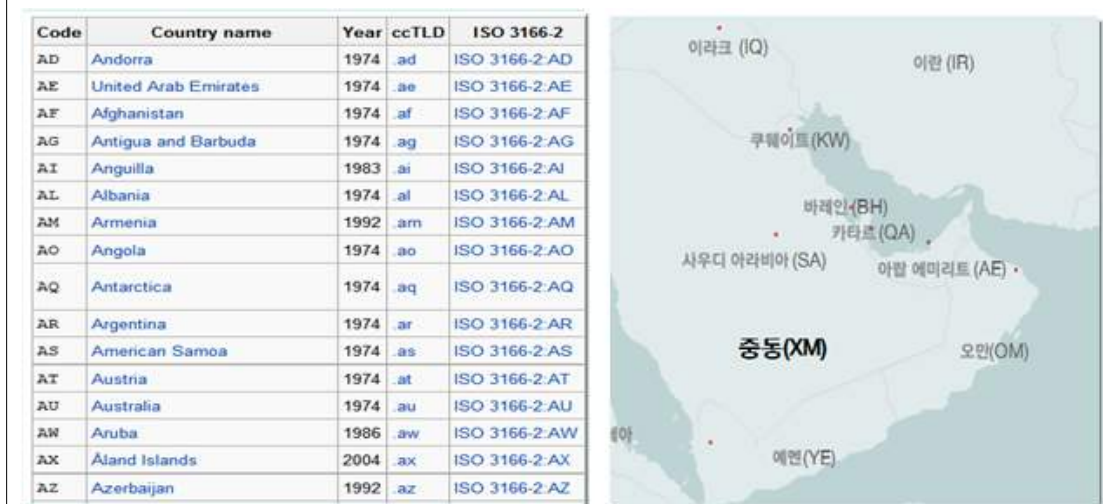 Code Country name Year ccTLD ISO 3166-2
AD Andorra 1974 .ad ISO 3166-2:AD
AE United Arab Emirates 1974 .ae ISO 3166-2:AE
AF Afghanistan 1974 .af ISO 3166-2:AF
AG Antigua and Barbuda 1974 .ag ISO 3166-2:AG
AI Anguilla 1983 .ai ISO 3166-2:AI
AL Albania 1974 .al ISO 3166-2:AL
AM Armenia 1992 .am ISO 3166-2:AM
AO Angola 1974 .ao ISO 3166-2:AO
AQ Antarctica 1974 .aq ISO 3166-2:AQ
AR Argentina 1974 .ar ISO 3166-2:AR
AS American Samoa 1974 .as ISO 3166-2:AS
AT Austria 1974 .at ISO 3166-2:AT
AU Australia 1974 .au ISO 3166-2:AU
AW Aruba 1986 .aw ISO 3166-2:AW
AX Åland Islands 2004 .ax ISO 3166-2:AX
AZ Azerbaijan 1992 .az ISO 3166-2:AZ
이라크 (IQ)
이란 (IR)
쿠웨이트(KW)
바레인(BH)
카타르(QA)
사우디 아라비아 (SA)
아랍 에미리트 (AE)
중동(XM)
오만(OM)
예멘(YE)